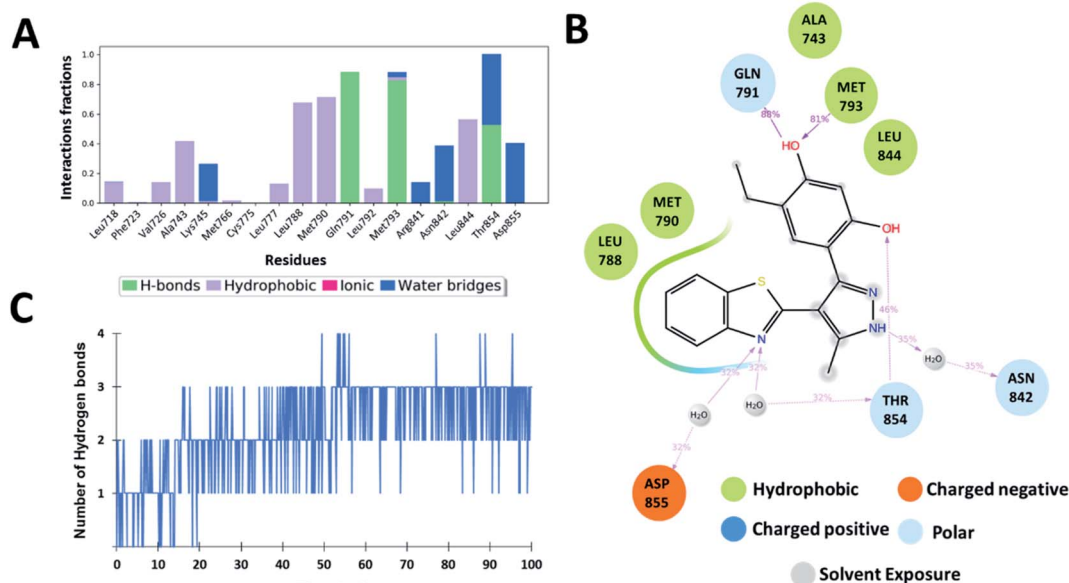 A
Interactions fractions
1.0
0.8
0.6
0.4
0.2
0.0
Leu718
Phe723
Val726
Ala743
Lys745
Met766
Cys775
Leu777
Leu788
Met790
Gln791
Leu792
Met793
Arg841
Asn842
Leu844
Thr854
Asp855
Residues
H-bonds Hydrophobic Ionic Water bridges
B
ALA
743
GLN
791
MET
793
88%
81%
HO
LEU
844
MET
790
LEU
788
OH
S
N
N
NH
46%
35%
H₂O
35%
ASN
842
32%
32%
H₂O
H₂O
32%
THR
854
32%
ASP
855
Hydrophobic
Charged negative
Charged positive
Polar
Solvent Exposure
C
Number of Hydrogen bonds
4
3
2
1
0 10 20 30 40 50 60 70 80 90 100